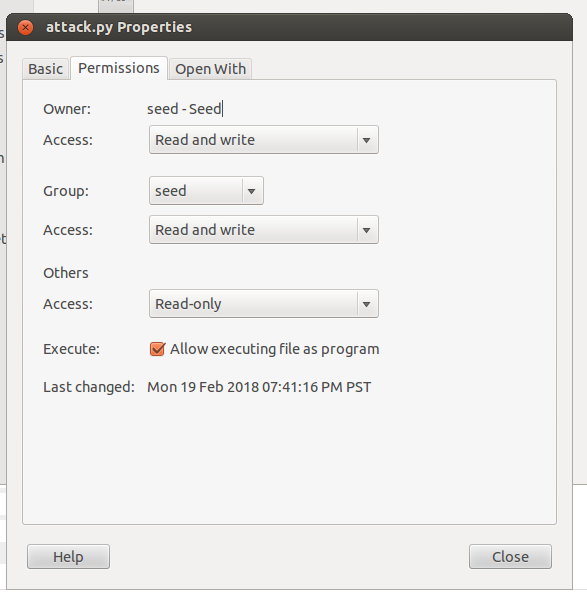 attack.py Properties
Basic Permissions Open With
Owner: seed - Seed
Access: Read and write
Group: seed
Access: Read and write
Others
Access: Read-only
Execute: Allow executing file as program
Last changed: Mon 19 Feb 2018 07:41:16 PM PST
Help Close